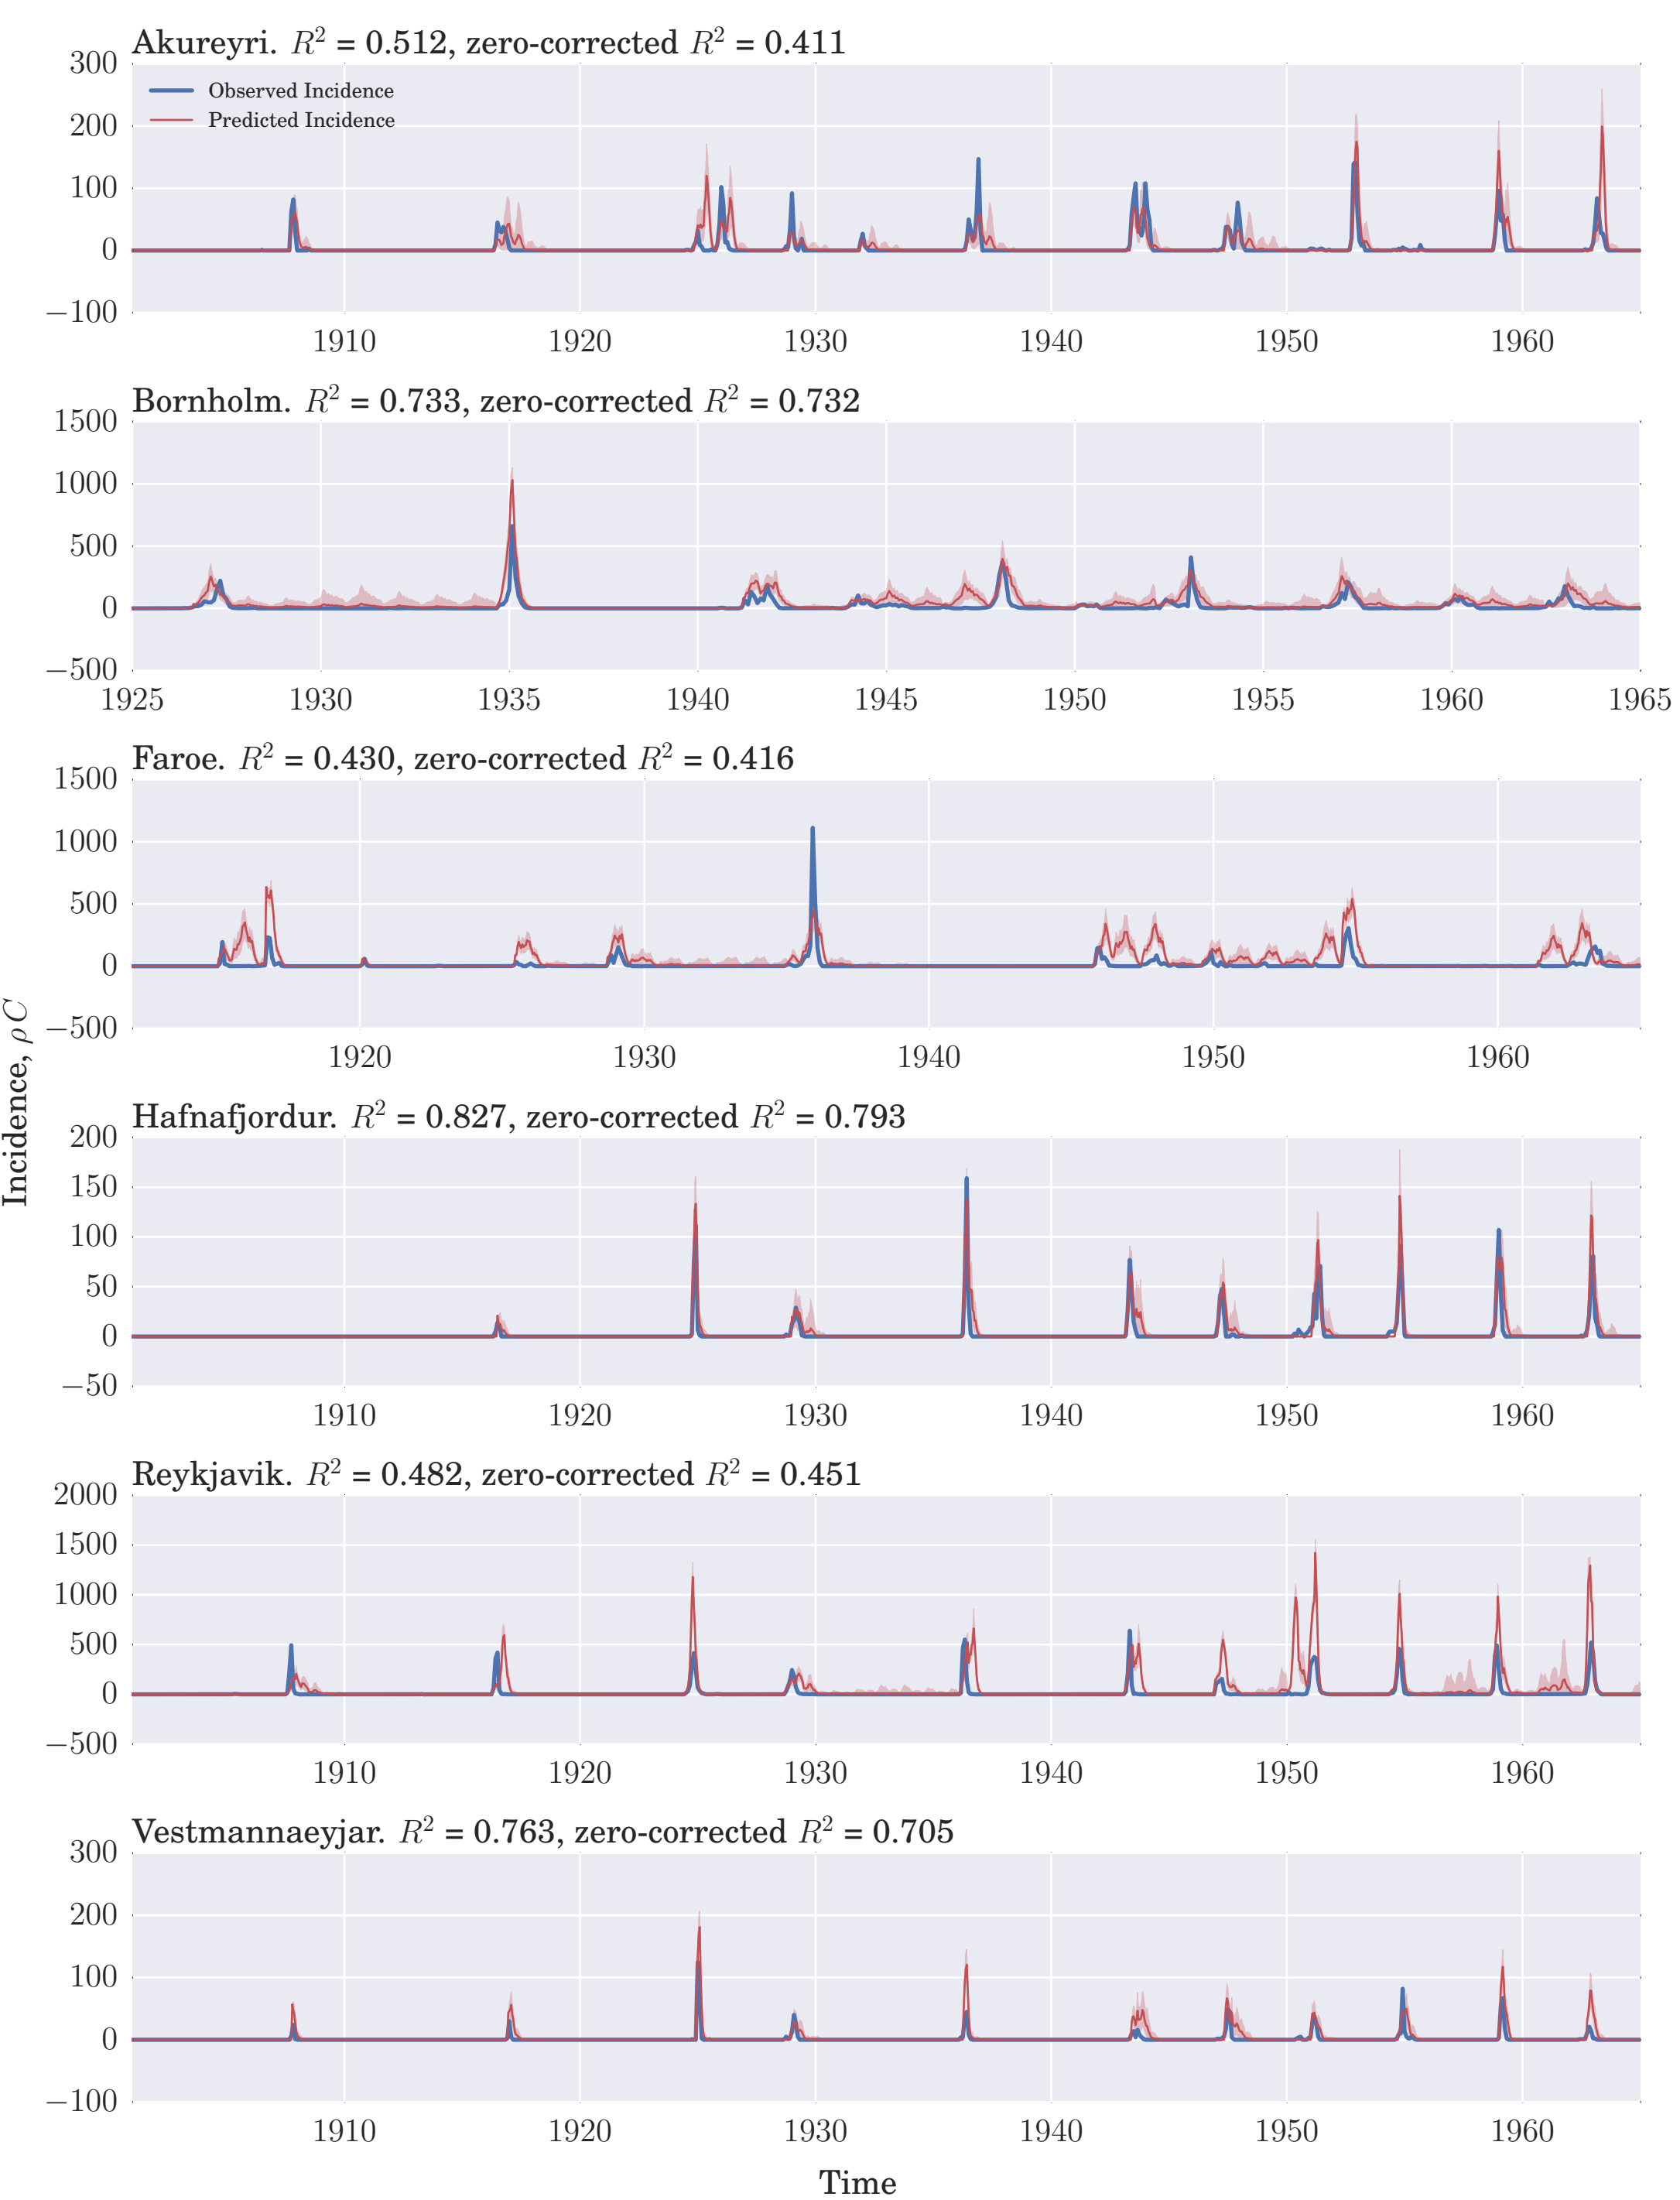 Akureyri. R² = 0.512, zero-corrected R² = 0.411
300
200
100
0
−100
Observed Incidence
Predicted Incidence
1910 1920 1930 1940 1950 1960
Bornholm. R² = 0.733, zero-corrected R² = 0.732
1500
1000
500
0
−500
1925 1930 1935 1940 1945 1950 1955 1960 1965
Faroe. R² = 0.430, zero-corrected R² = 0.416
1500
1000
500
0
−500
1920 1930 1940 1950 1960
Incidence, ρC
Hafnafjordur. R² = 0.827, zero-corrected R² = 0.793
200
150
100
50
0
−50
1910 1920 1930 1940 1950 1960
Reykjavik. R² = 0.482, zero-corrected R² = 0.451
2000
1500
1000
500
0
−500
1910 1920 1930 1940 1950 1960
Vestmannaeyjar. R² = 0.763, zero-corrected R² = 0.705
300
200
100
0
−100
1910 1920 1930 1940 1950 1960
Time